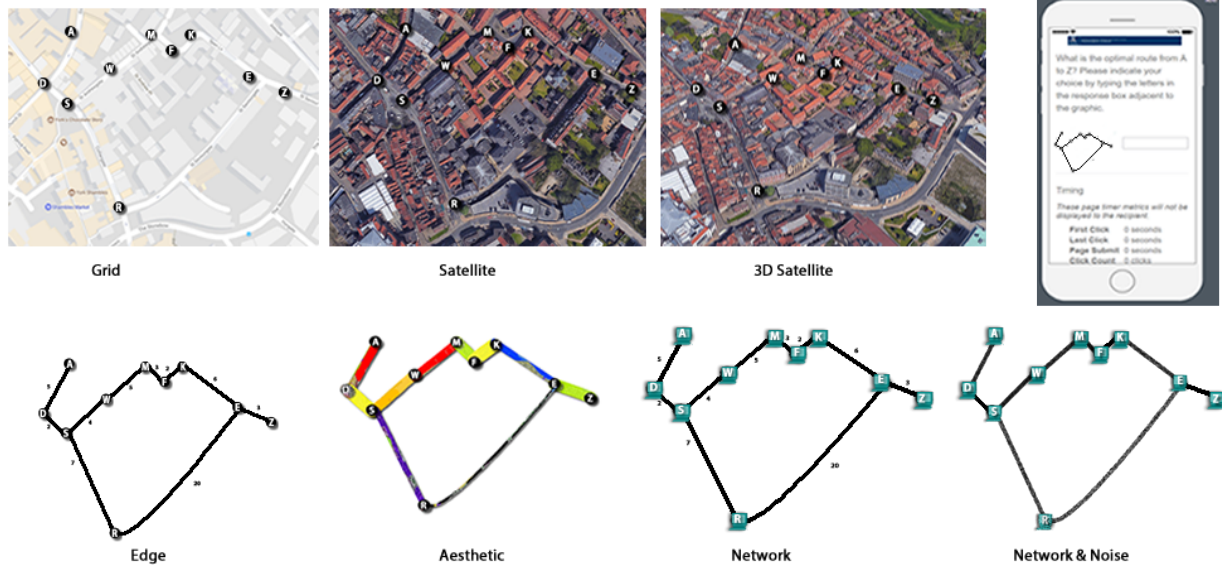 A
M
K
F
W
D
S
E
Z
R
Grid
A
M
K
F
W
D
S
E
Z
R
Satellite
A
M
K
F
W
D
S
E
Z
R
3D Satellite
What is the optimal route from A
to Z? Please indicate your
choice by typing the letters in
the response box adjacent to
the graphic.
Timing
These page timer metrics will not be
displayed to the recipient.
First Click 0 seconds
Last Click 0 seconds
Page Submit 0 seconds
Click Count 0 clicks
A
M 3 2 K
F
5
5
W
6
D
2
S
4
E
3
Z
7
20
R
Edge
A
M
K
F
W
D
S
E
Z
R
Aesthetic
A
M 3 2 K
F
5
5
W
6
D
2
S
4
E
3
Z
7
20
R
Network
A
M
K
F
W
D
S
E
Z
R
Network & Noise